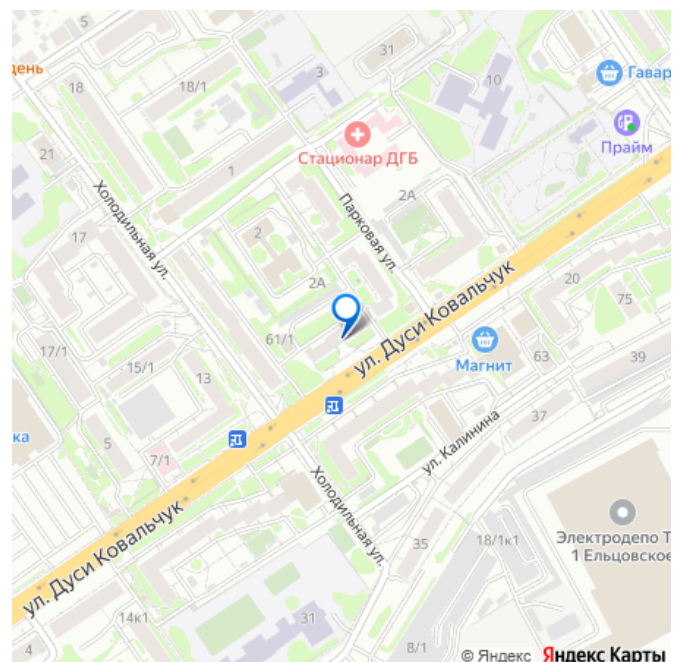 5
день
18
18/1
3
31
10
Гавар
Прайм
Стационар ДГБ
21
1
2А
Холодильная ул.
Парковая ул.
17
2
2А
ул. Дуси Ковальчук
20
75
61/1
Магнит
63
39
17/1
15/1
13
37
ка
5
7/1
ул. Калинина
Холодильная ул.
ул. Дуси Ковальчук
35
18/1к1
Электродепо Т
1 Ельцовское
14к1
31
4
8/1
© Яндекс Яндекс Карты